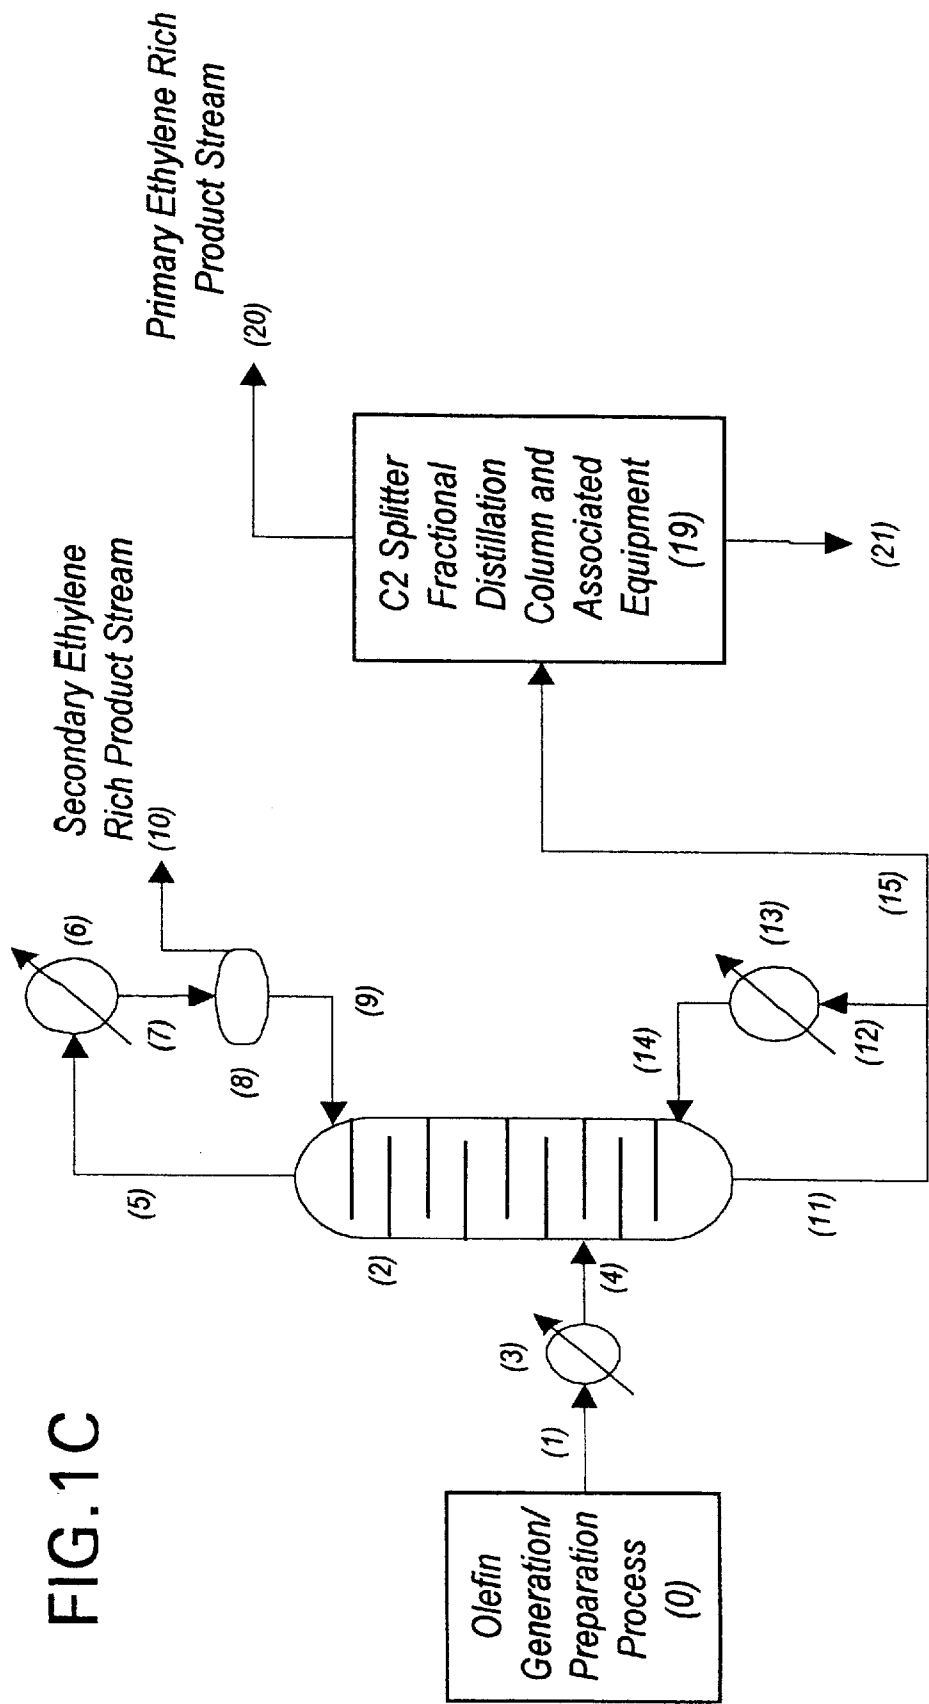 FIG.1C
Olefin
Generation/
Preparation
Process
(0)
(1)
(3)
(4)
(2)
(5)
(6)
(7)
(8)
(9)
(10)
Secondary Ethylene
Rich Product Stream
(11)
(12)
(13)
(14)
(15)
C2 Splitter
Fractional
Distillation
Column and
Associated
Equipment
(19)
(20)
Primary Ethylene Rich
Product Stream
(21)